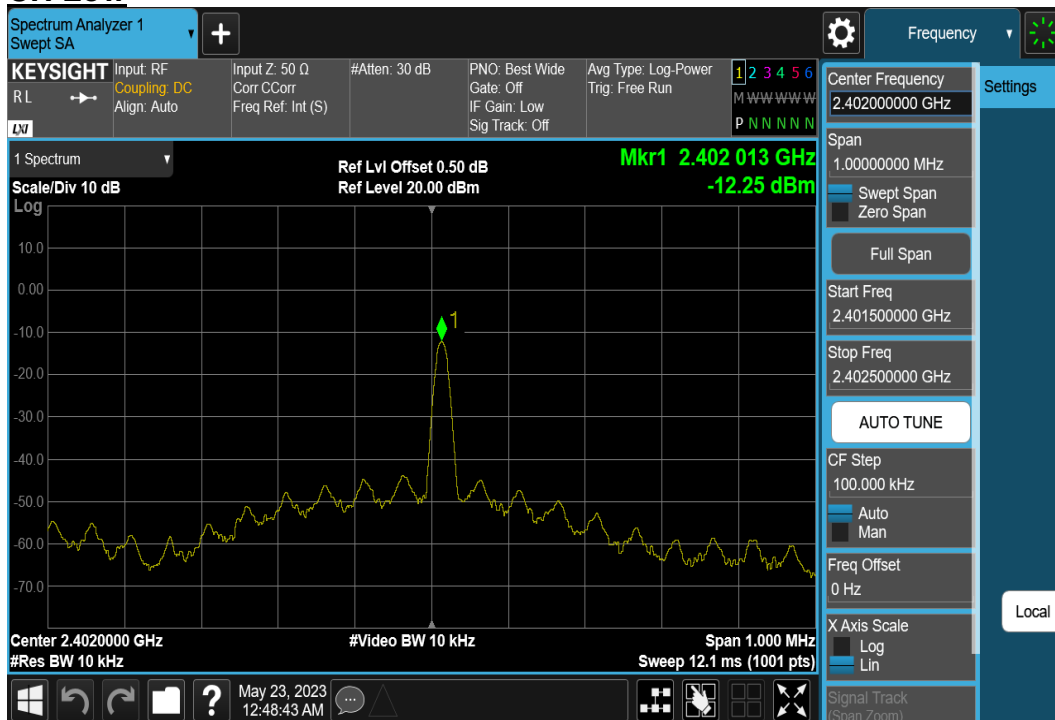 Spectrum Analyzer 1
Swept SA
Frequency
KEYSIGHT
R L
LXI
Input: RF
Coupling: DC
Align: Auto
Input Z: 50 Ω
Corr CCorr
Freq Ref: Int (S)
#Atten: 30 dB
PNO: Best Wide
Gate: Off
IF Gain: Low
Sig Track: Off
Avg Type: Log-Power
Trig: Free Run
1 2 3 4 5 6
M W W W W W
P N N N N N
1 Spectrum
Scale/Div 10 dB
Log
Ref Lvl Offset 0.50 dB
Ref Level 20.00 dBm
Mkr1 2.402 013 GHz
-12.25 dBm
10.0
0.00
-10.0
-20.0
-30.0
-40.0
-50.0
-60.0
-70.0
1
Center 2.4020000 GHz
#Res BW 10 kHz
#Video BW 10 kHz
Span 1.000 MHz
Sweep 12.1 ms (1001 pts)
Center Frequency
2.402000000 GHz
Settings
Span
1.00000000 MHz
Swept Span
Zero Span
Full Span
Start Freq
2.401500000 GHz
Stop Freq
2.402500000 GHz
AUTO TUNE
CF Step
100.000 kHz
Auto
Man
Freq Offset
0 Hz
X Axis Scale
Log
Lin
Local
Signal Track
(Span Zoom)
?
May 23, 2023
12:48:43 AM